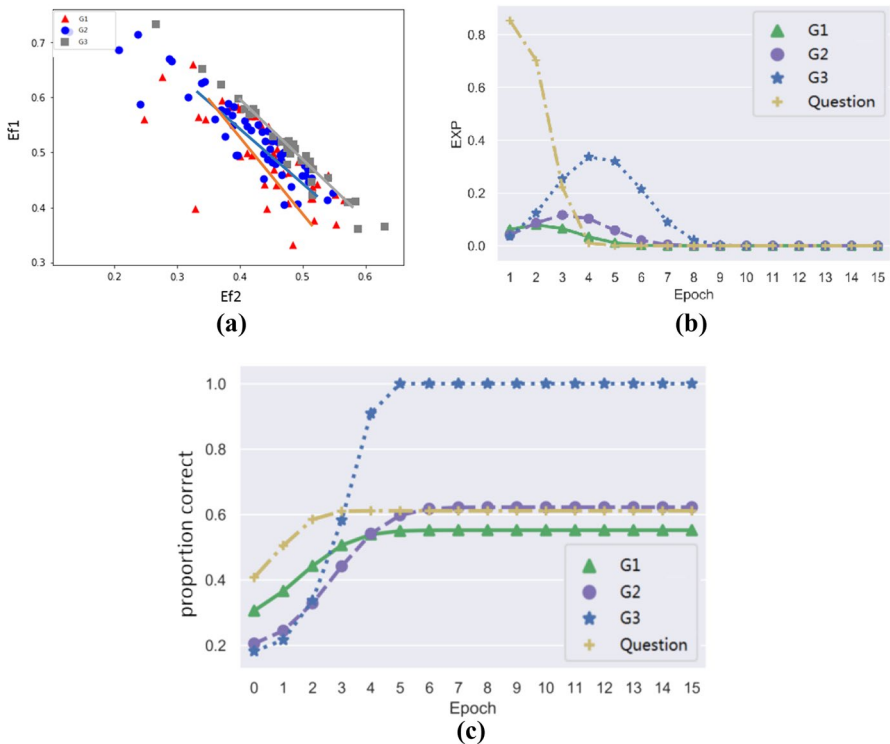 G1
G2
G3
0.7
0.6
0.5
0.4
0.3
Ef1
0.2 0.3 0.4 0.5 0.6
Ef2
(a)
0.8
0.6
0.4
0.2
0.0
EXP
G1
G2
G3
Question
1 2 3 4 5 6 7 8 9 10 11 12 13 14 15
Epoch
(b)
1.0
0.8
0.6
0.4
0.2
proportion correct
G1
G2
G3
Question
0 1 2 3 4 5 6 7 8 9 10 11 12 13 14 15
Epoch
(c)